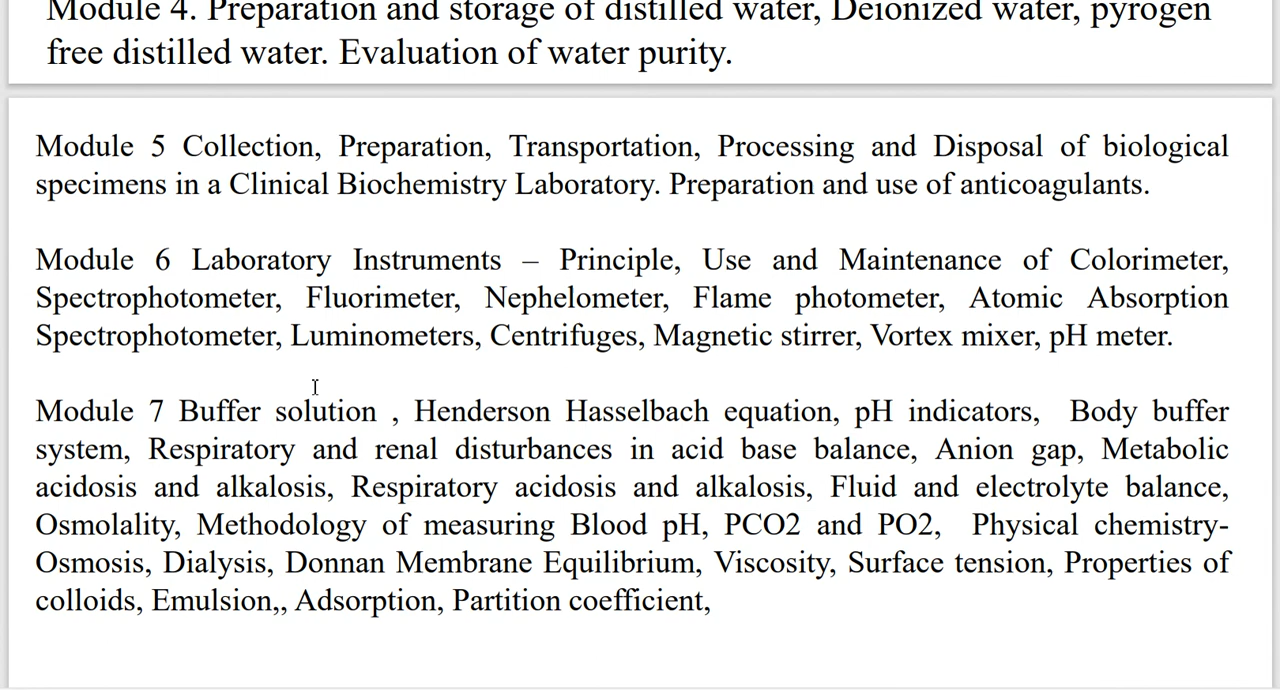 Module 4. Preparation and storage of distilled water, Deionized water, pyrogen
free distilled water. Evaluation of water purity.
Module 5 Collection, Preparation, Transportation, Processing and Disposal of biological
specimens in a Clinical Biochemistry Laboratory. Preparation and use of anticoagulants.
Module 6 Laboratory Instruments – Principle, Use and Maintenance of Colorimeter,
Spectrophotometer, Fluorimeter, Nephelometer, Flame photometer, Atomic Absorption
Spectrophotometer, Luminometers, Centrifuges, Magnetic stirrer, Vortex mixer, pH meter.
Module 7 Buffer solution , Henderson Hasselbach equation, pH indicators, Body buffer
system, Respiratory and renal disturbances in acid base balance, Anion gap, Metabolic
acidosis and alkalosis, Respiratory acidosis and alkalosis, Fluid and electrolyte balance,
Osmolality, Methodology of measuring Blood pH, PCO2 and PO2, Physical chemistry-
Osmosis, Dialysis, Donnan Membrane Equilibrium, Viscosity, Surface tension, Properties of
colloids, Emulsion,, Adsorption, Partition coefficient,